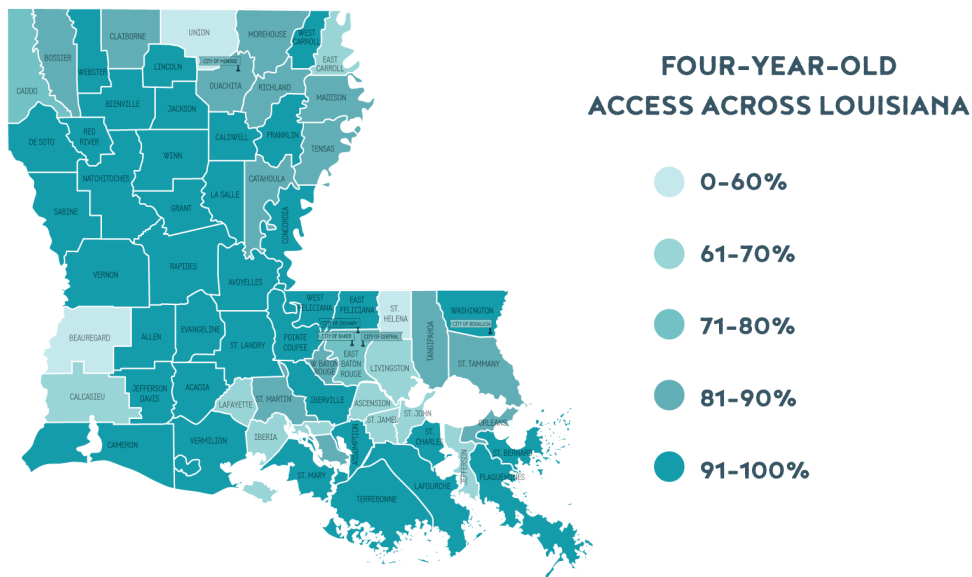 FOUR-YEAR-OLD
ACCESS ACROSS LOUISIANA
0-60%
61-70%
71-80%
81-90%
91-100%
CADDO
BOSSIER
WEBSTER
CLAIBORNE
UNION
LINCOLN
CITY OF MONROE
MOREHOUSE
WEST
CARROLL
EAST
CARROLL
OUACHITA
RICHLAND
MADISON
BIENVILLE
JACKSON
DE SOTO
RED
RIVER
CALDWELL
FRANKLIN
TENSAS
WINN
NATCHITOCHES
CATAHOULA
LA SALLE
GRANT
SABINE
CONCORDIA
VERNON
RAPIDES
AVOYELLES
BEAUREGARD
ALLEN
EVANGELINE
ST. LANDRY
POINTE
COUPEE
WEST
FELICIANA
EAST
FELICIANA
ST.
HELENA
TANGIPAHOA
WASHINGTON
CITY OF ZACHARY
CITY OF BAKER
CITY OF CENTRAL
CITY OF BOGALUSA
W BATON
ROUGE
EAST
BATON
ROUGE
LIVINGSTON
ST. TAMMANY
CALCASIEU
JEFFERSON
DAVIS
ACADIA
LAFAYETTE
ST. MARTIN
IBERVILLE
ASCENSION
ST. JAMES
ST. JOHN
ORLEANS
CAMERON
VERMILION
IBERIA
ASSUMPTION
ST.
CHARLES
JEFFERSON
ST. BERNARD
PLAQUEMINES
ST. MARY
TERREBONNE
LAFOURCHE